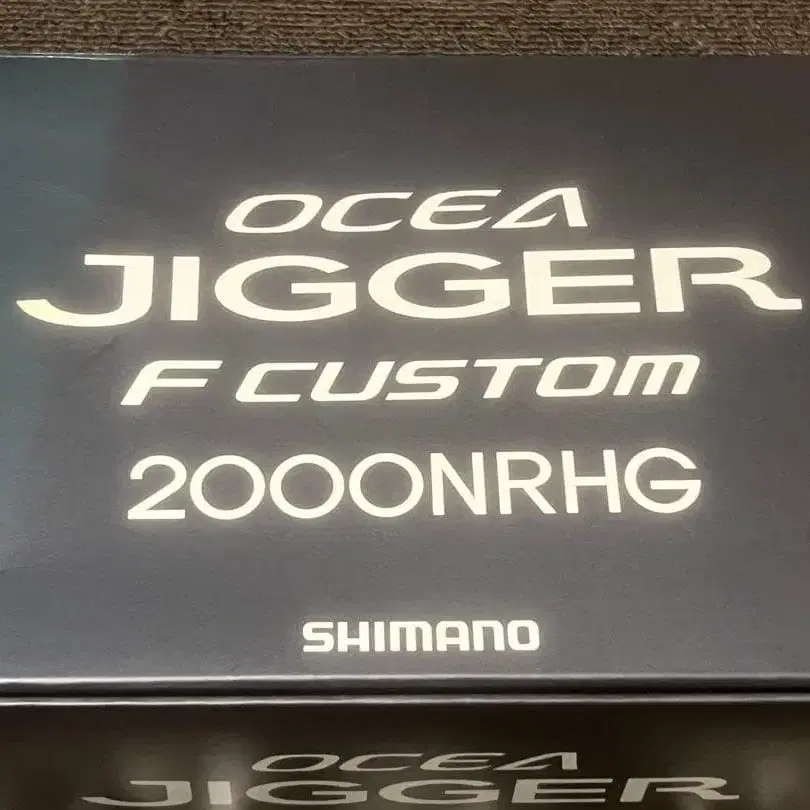 OCEA
JIGGER
F CUSTOM
2000NRHG
SHIMANO
OCEA
JIGGER